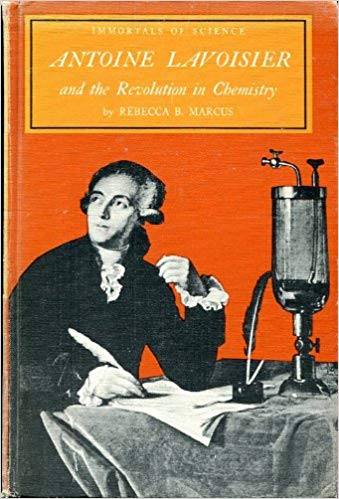 IMMORTALS OF SCIENCE
ANTOINE LAVOISIER
and the Revolution in Chemistry
by REBECCA B. MARCUS